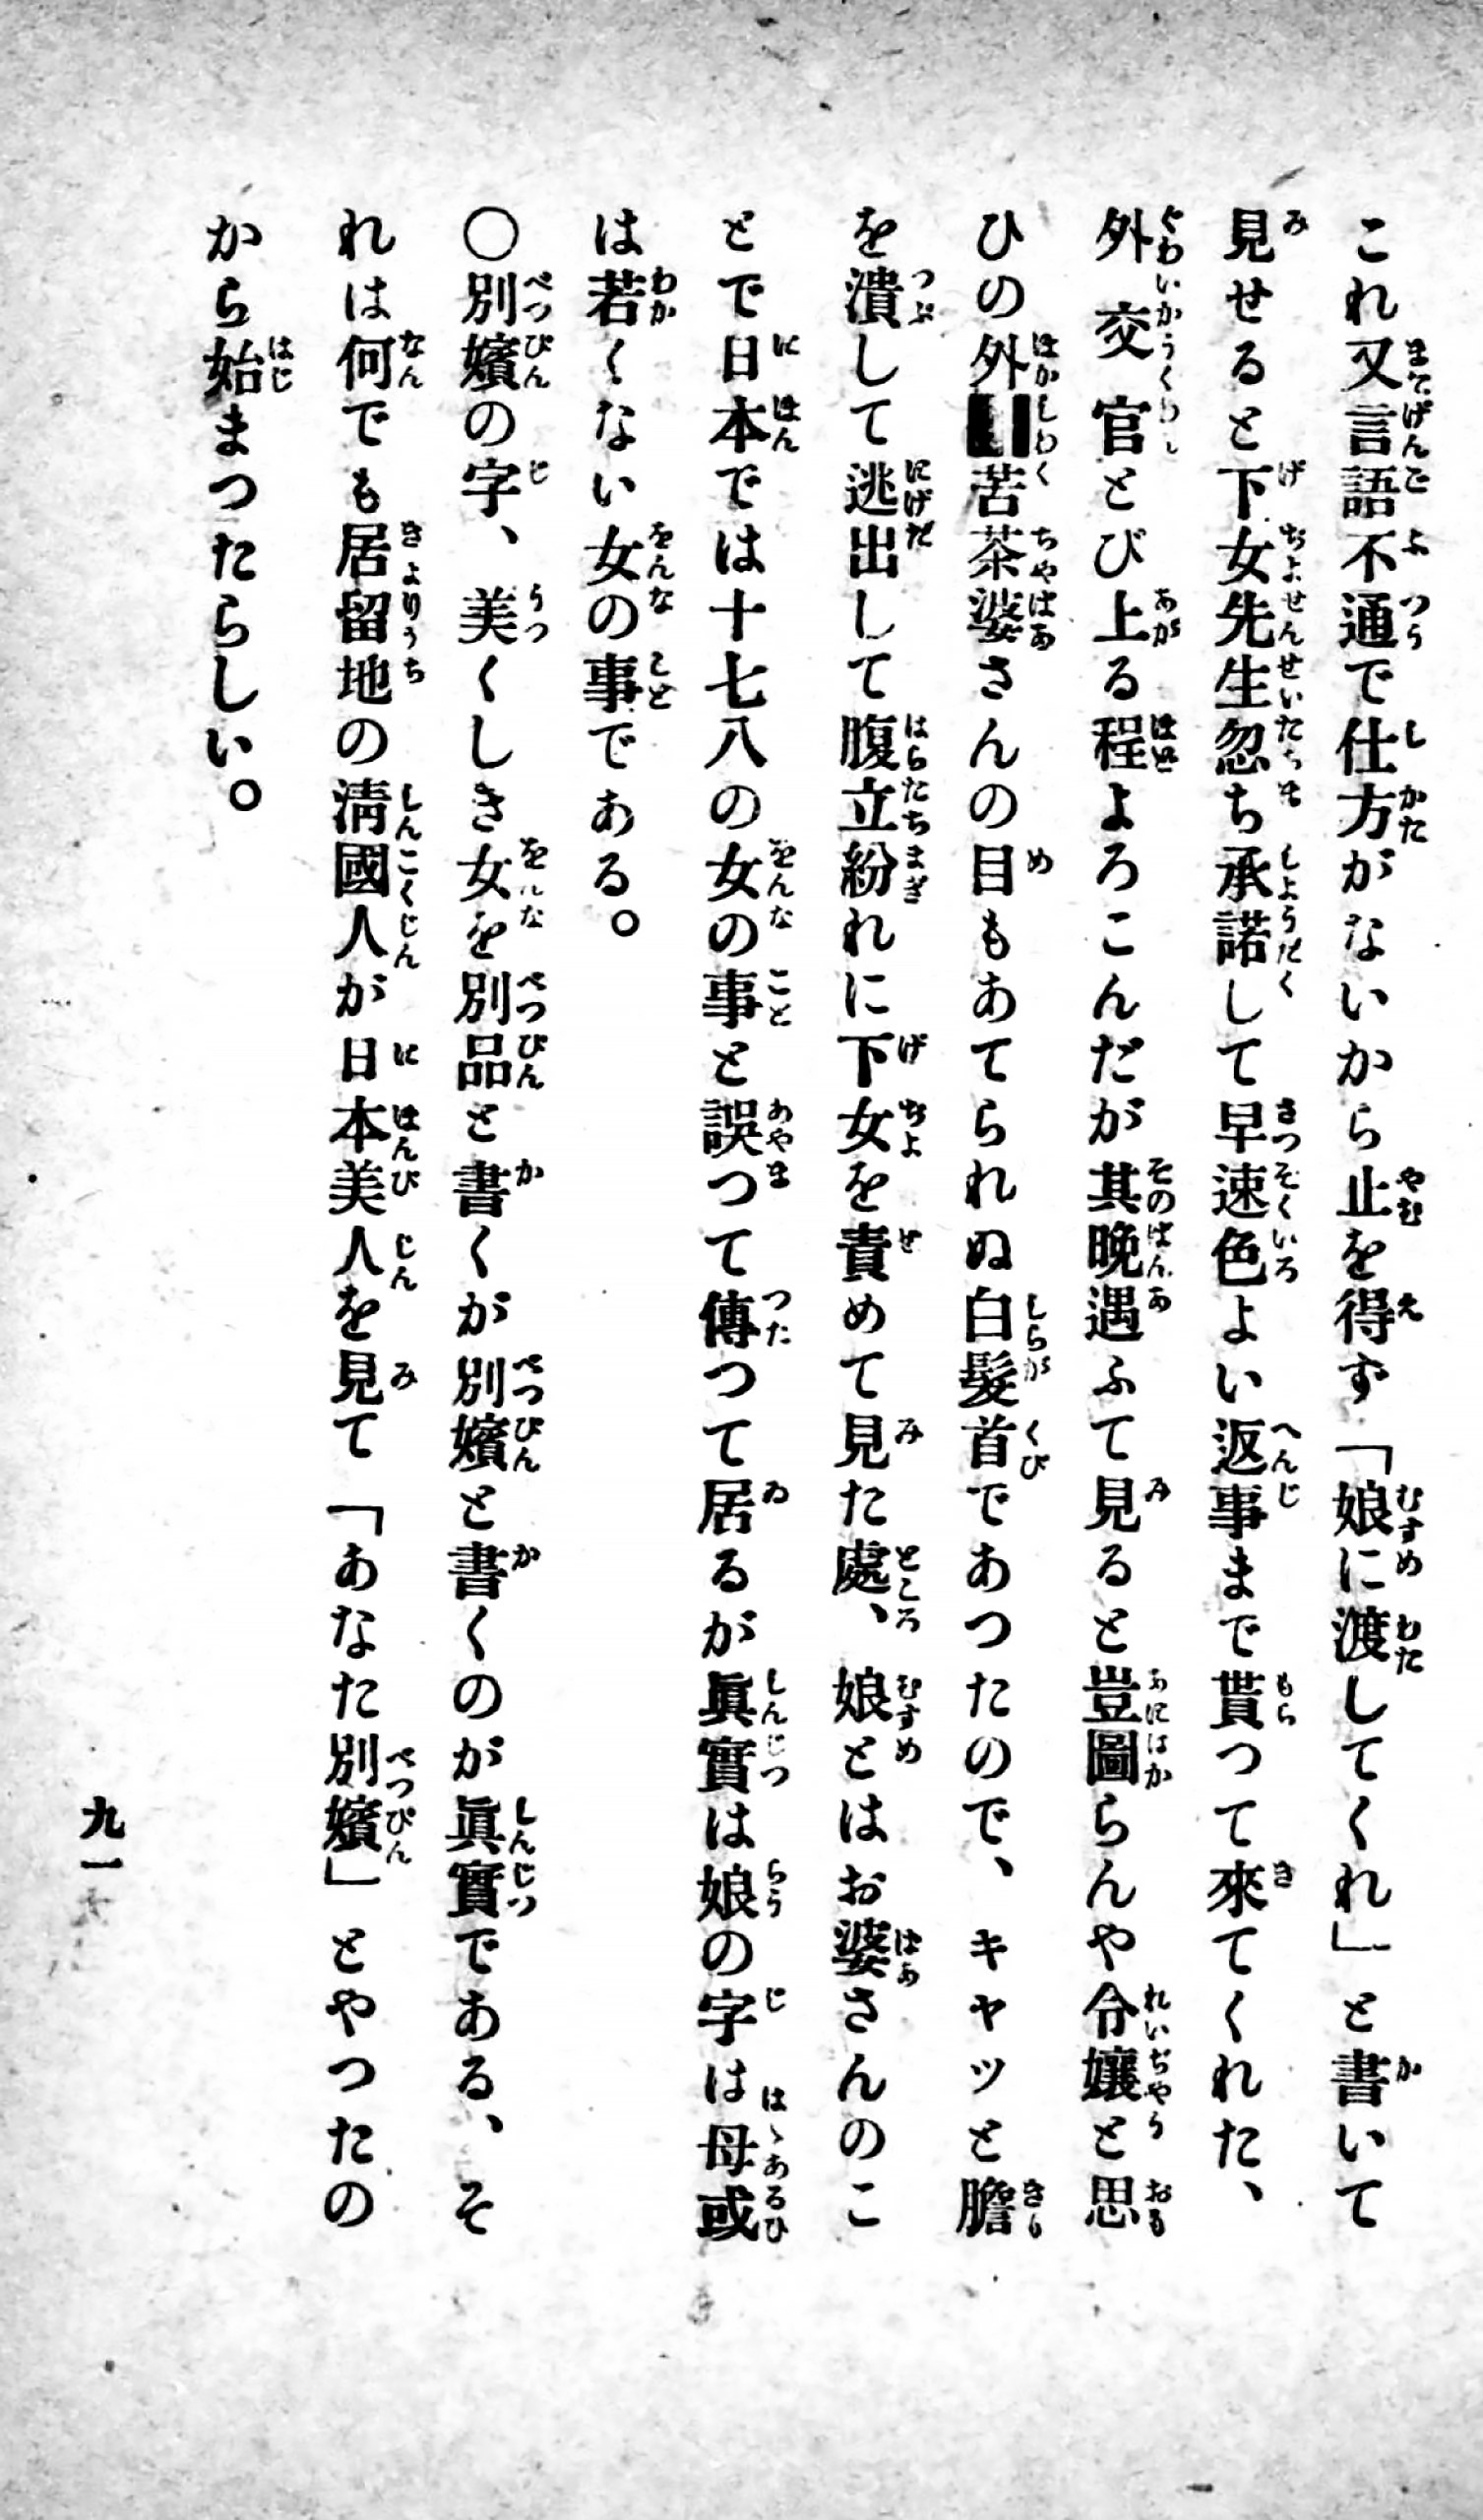 これ又言語不通で仕方がないから止を得ず「娘に渡してくれ」と書いて
見せると下女先生忽ち承諾して早速色よい返事まで貰つて來てくれた、
外交官とび上る程よろこんだが其晩遇ふて見ると豈圖らんや令孃と思
ひの外苦茶婆さんの目もあてられぬ白髮首であつたので、キャッと膽
を潰して逃出して腹立紛れに下女を責めて見た處、娘とはお婆さんのこ
とで日本では十七八の女の事と誤つて傳つて居るが眞實は娘の字は母或
は若くない女の事である。
〇別嬪の字、美くしき女を別品と書くが別嬪と書くのが眞實である、そ
れは何でも居留地の淸國人が日本美人を見て「あなた別嬪」とやつたの
から始まつたらしい。
九一